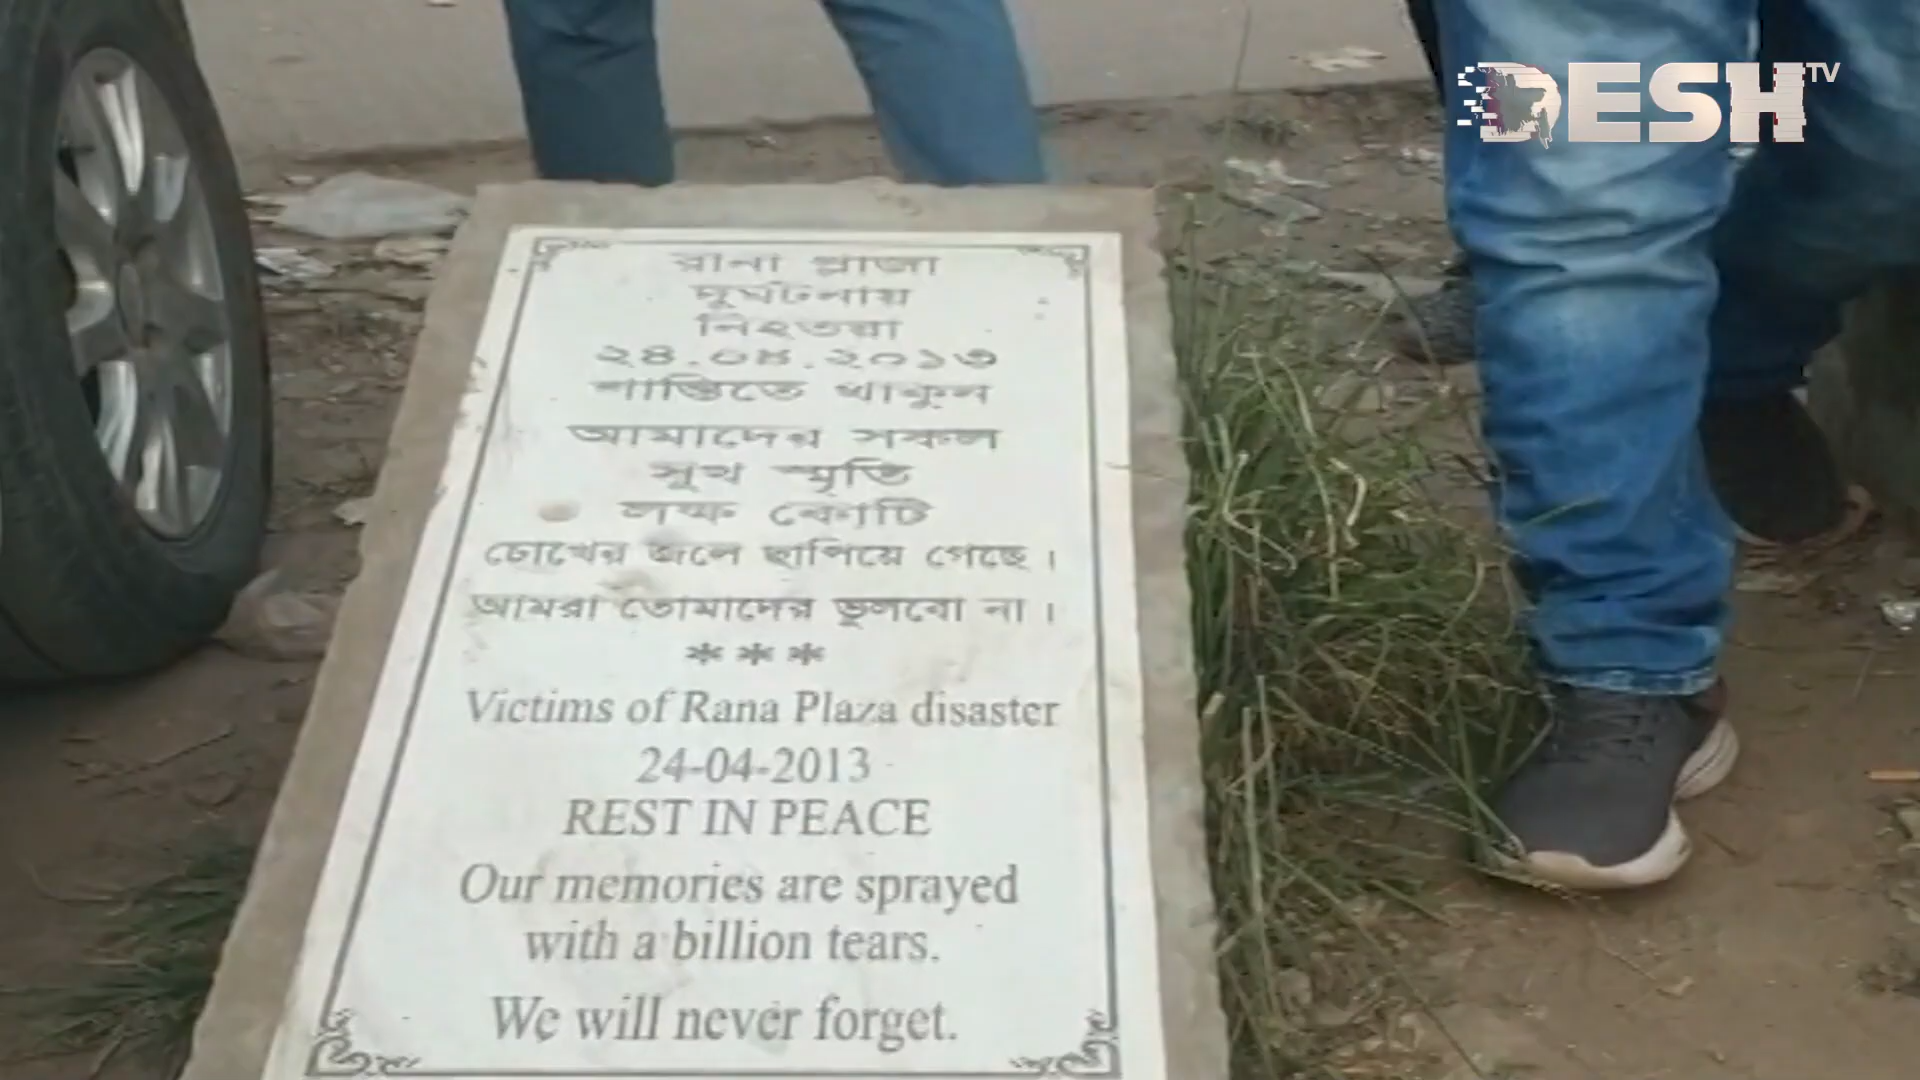 DESH TV
রানা প্লাজা
দুর্ঘটনায়
নিহতরা
২৪.০৪.২০১৩
শান্তিতে থাকুন
আমাদের সকল
সুখ স্মৃতি
লক্ষ কোটি
চোখের জলে ছাপিয়ে গেছে।
আমরা তোমাদের ভুলবো না।
***
Victims of Rana Plaza disaster
24-04-2013
REST IN PEACE
Our memories are sprayed
with a billion tears.
We will never forget.